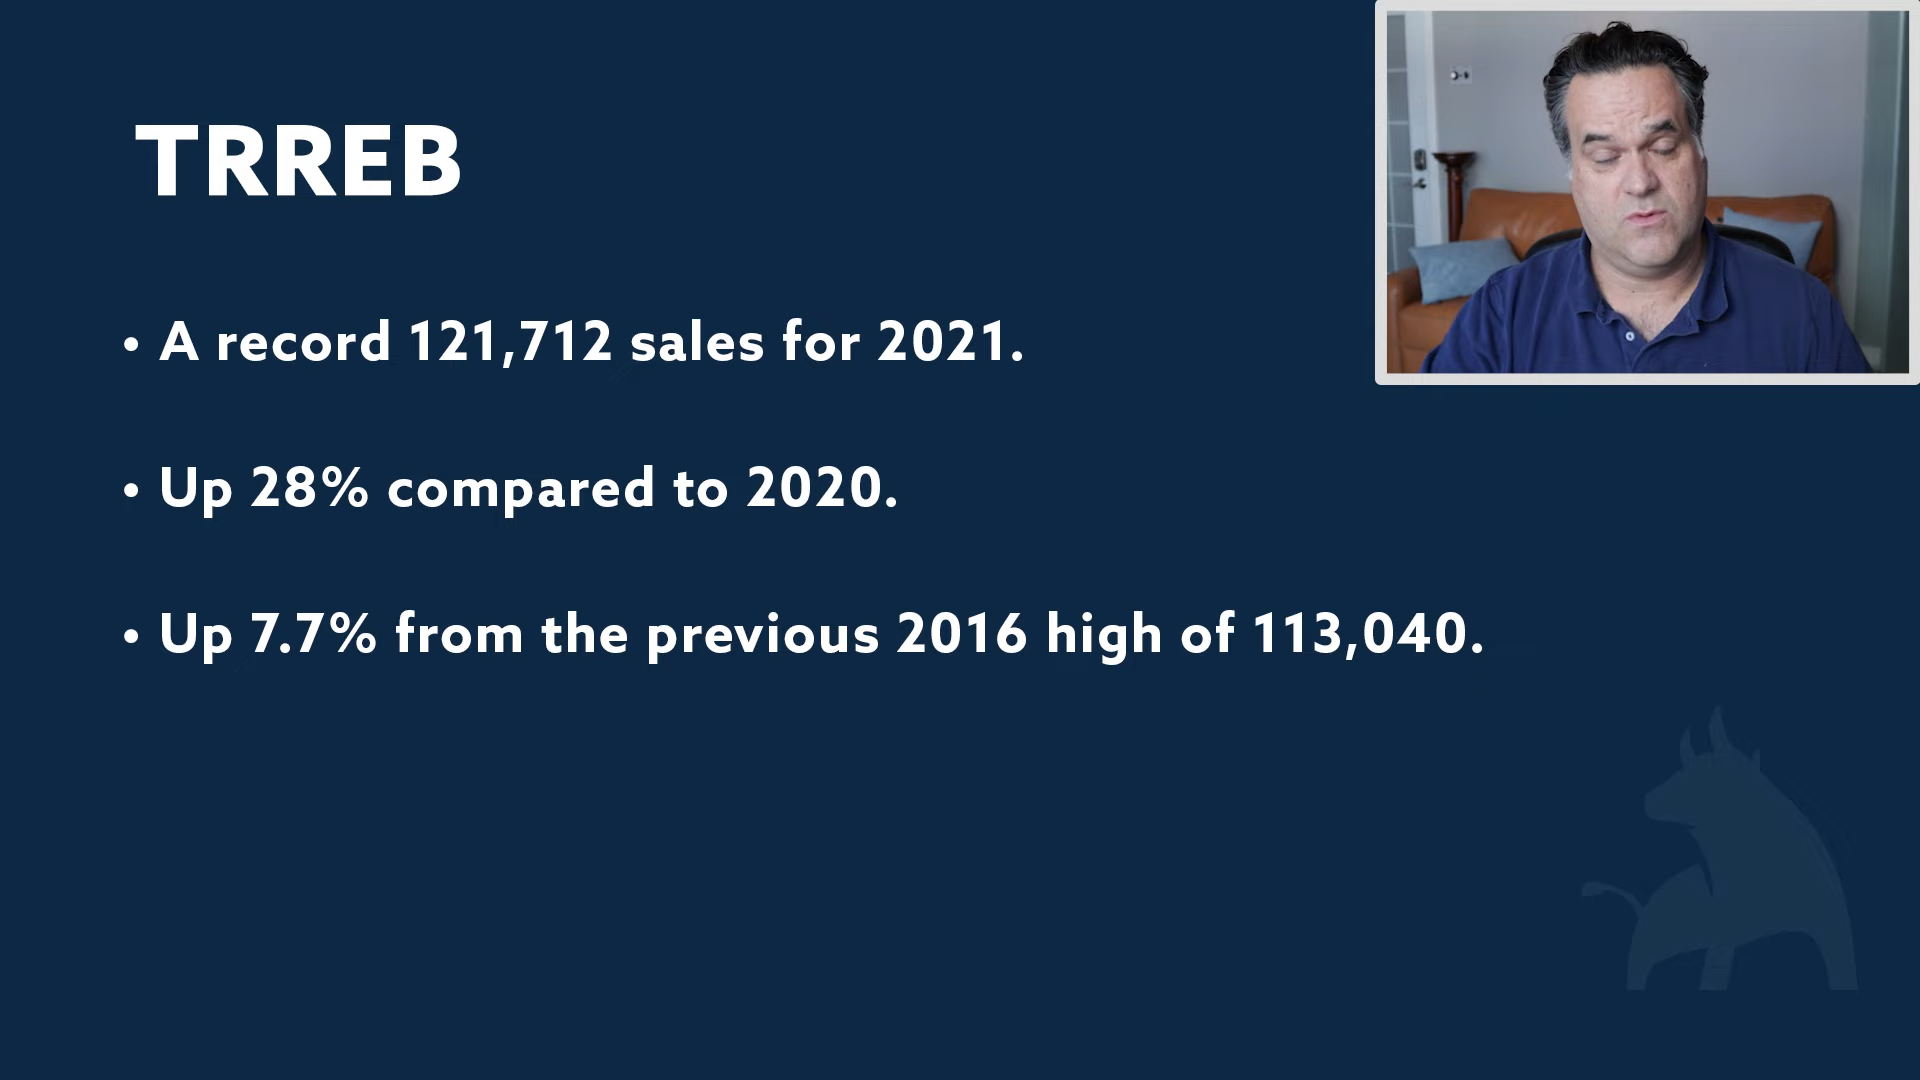 TRREB
• A record 121,712 sales for 2021.
• Up 28% compared to 2020.
• Up 7.7% from the previous 2016 high of 113,040.